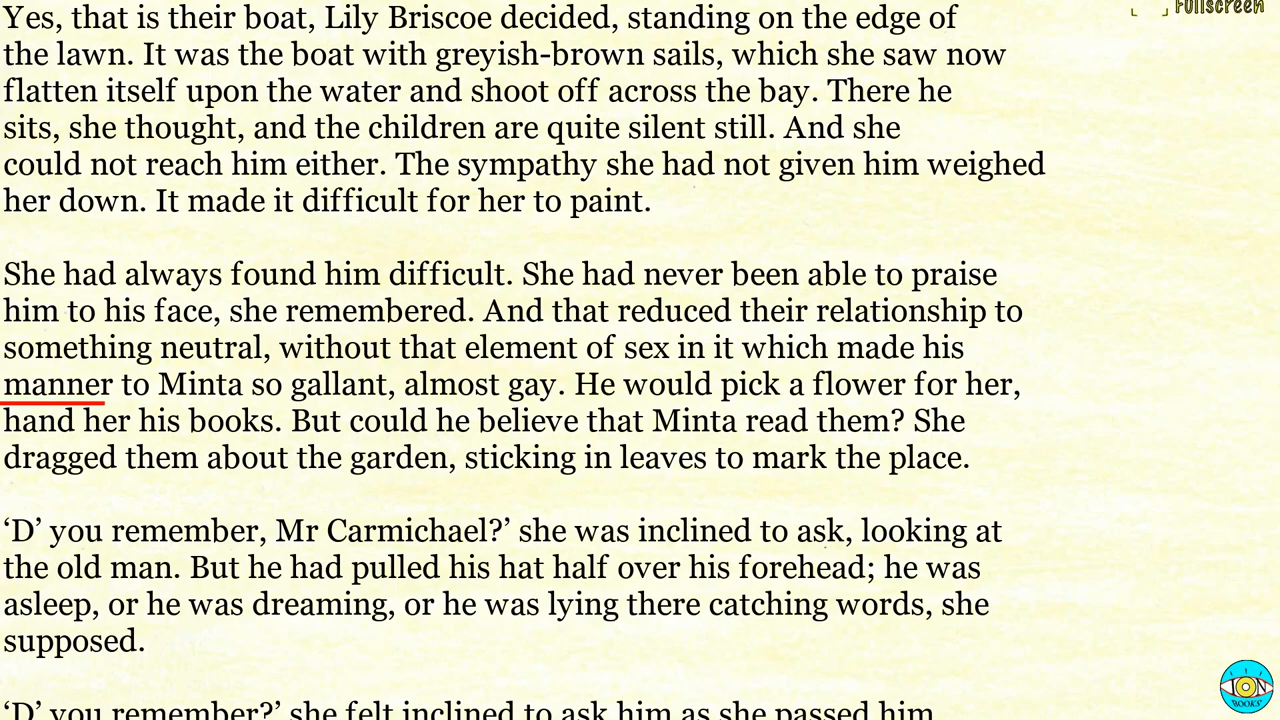 Fullscreen
Yes, that is their boat, Lily Briscoe decided, standing on the edge of
the lawn. It was the boat with greyish-brown sails, which she saw now
flatten itself upon the water and shoot off across the bay. There he
sits, she thought, and the children are quite silent still. And she
could not reach him either. The sympathy she had not given him weighed
her down. It made it difficult for her to paint.
She had always found him difficult. She had never been able to praise
him to his face, she remembered. And that reduced their relationship to
something neutral, without that element of sex in it which made his
manner to Minta so gallant, almost gay. He would pick a flower for her,
hand her his books. But could he believe that Minta read them? She
dragged them about the garden, sticking in leaves to mark the place.
‘D’ you remember, Mr Carmichael?’ she was inclined to ask, looking at
the old man. But he had pulled his hat half over his forehead; he was
asleep, or he was dreaming, or he was lying there catching words, she
supposed.
‘D’ you remember?’ she felt inclined to ask him as she passed him
ION
BOOKS